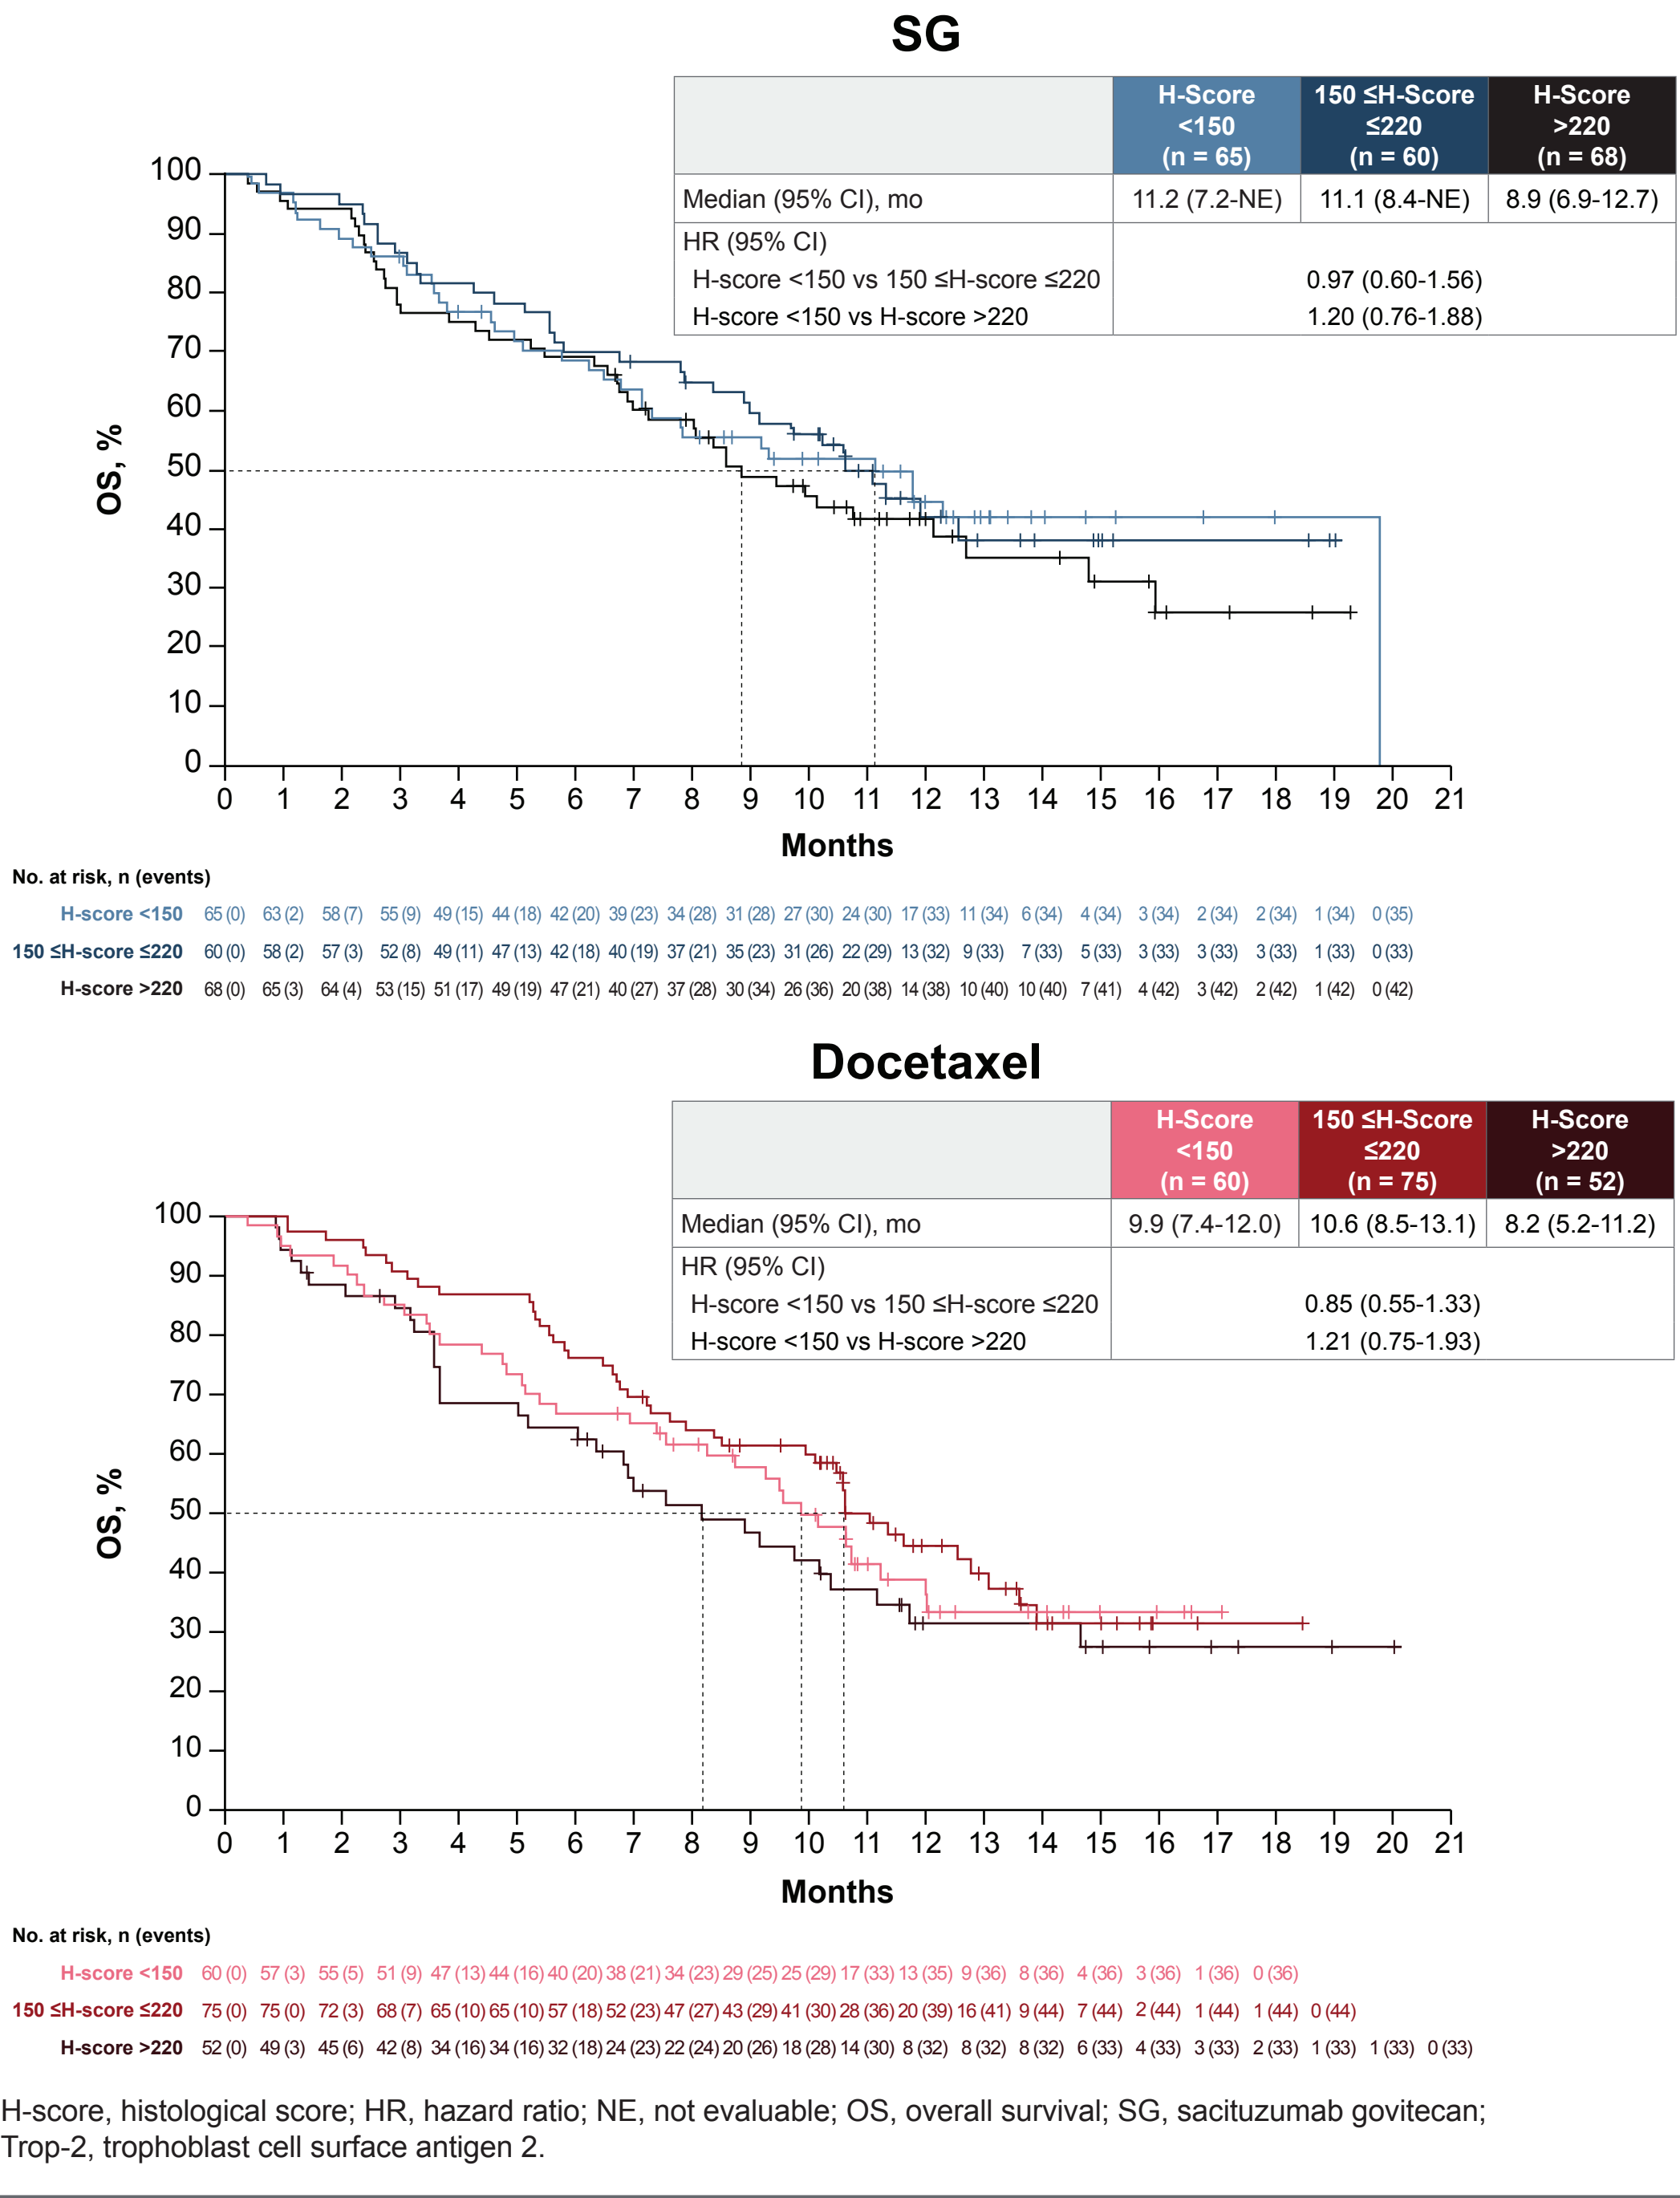 SG
H-Score <150 (n = 65) 150 ≤H-Score ≤220 (n = 60) H-Score >220 (n = 68)
Median (95% CI), mo 11.2 (7.2-NE) 11.1 (8.4-NE) 8.9 (6.9-12.7)
HR (95% CI)
H-score <150 vs 150 ≤H-score ≤220 0.97 (0.60-1.56)
H-score <150 vs H-score >220 1.20 (0.76-1.88)
100
90
80
70
60
50
40
30
20
10
0
OS, %
0 1 2 3 4 5 6 7 8 9 10 11 12 13 14 15 16 17 18 19 20 21
Months
No. at risk, n (events)
H-score <150 65 (0) 63 (2) 58 (7) 55 (9) 49 (15) 44 (18) 42 (20) 39 (23) 34 (28) 31 (28) 27 (30) 24 (30) 17 (33) 11 (34) 6 (34) 4 (34) 3 (34) 2 (34) 2 (34) 1 (34) 0 (35)
150 ≤H-score ≤220 60 (0) 58 (2) 57 (3) 52 (8) 49 (11) 47 (13) 42 (18) 40 (19) 37 (21) 35 (23) 31 (26) 22 (29) 13 (32) 9 (33) 7 (33) 5 (33) 3 (33) 3 (33) 3 (33) 1 (33) 0 (33)
H-score >220 68 (0) 65 (3) 64 (4) 53 (15) 51 (17) 49 (19) 47 (21) 40 (27) 37 (28) 30 (34) 26 (36) 20 (38) 14 (38) 10 (40) 10 (40) 7 (41) 4 (42) 3 (42) 2 (42) 1 (42) 0 (42)
Docetaxel
H-Score <150 (n = 60) 150 ≤H-Score ≤220 (n = 75) H-Score >220 (n = 52)
Median (95% CI), mo 9.9 (7.4-12.0) 10.6 (8.5-13.1) 8.2 (5.2-11.2)
HR (95% CI)
H-score <150 vs 150 ≤H-score ≤220 0.85 (0.55-1.33)
H-score <150 vs H-score >220 1.21 (0.75-1.93)
100
90
80
70
60
50
40
30
20
10
0
OS, %
0 1 2 3 4 5 6 7 8 9 10 11 12 13 14 15 16 17 18 19 20 21
Months
No. at risk, n (events)
H-score <150 60 (0) 57 (3) 55 (5) 51 (9) 47 (13) 44 (16) 40 (20) 38 (21) 34 (23) 29 (25) 25 (29) 17 (33) 13 (35) 9 (36) 8 (36) 4 (36) 3 (36) 1 (36) 0 (36)
150 ≤H-score ≤220 75 (0) 75 (0) 72 (3) 68 (7) 65 (10) 65 (10) 57 (18) 52 (23) 47 (27) 43 (29) 41 (30) 28 (36) 20 (39) 16 (41) 9 (44) 7 (44) 2 (44) 1 (44) 1 (44) 0 (44)
H-score >220 52 (0) 49 (3) 45 (6) 42 (8) 34 (16) 34 (16) 32 (18) 24 (23) 22 (24) 20 (26) 18 (28) 14 (30) 8 (32) 8 (32) 8 (32) 6 (33) 4 (33) 3 (33) 2 (33) 1 (33) 1 (33) 0 (33)
H-score, histological score; HR, hazard ratio; NE, not evaluable; OS, overall survival; SG, sacituzumab govitecan;
Trop-2, trophoblast cell surface antigen 2.